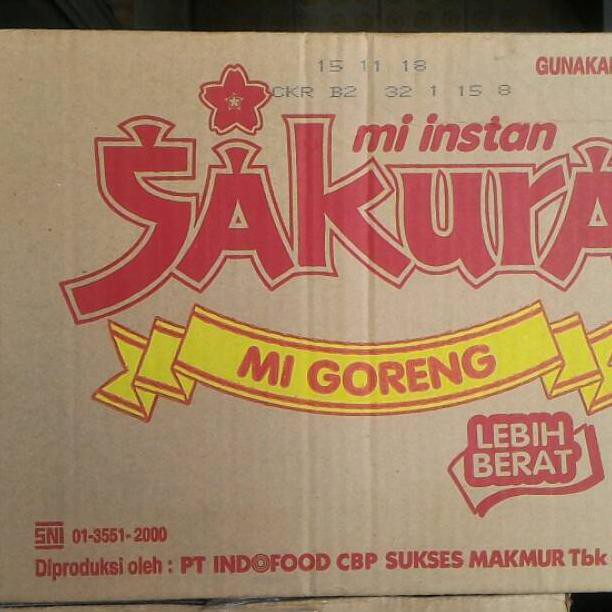 15 11 18
GUNAKA
CKR B2 32 1 15 8
mi instan
Sakura
MI GORENG
LEBIH
BERAT
SNI 01-3551-2000
Diproduksi oleh : PT INDOFOOD CBP SUKSES MAKMUR Tbk